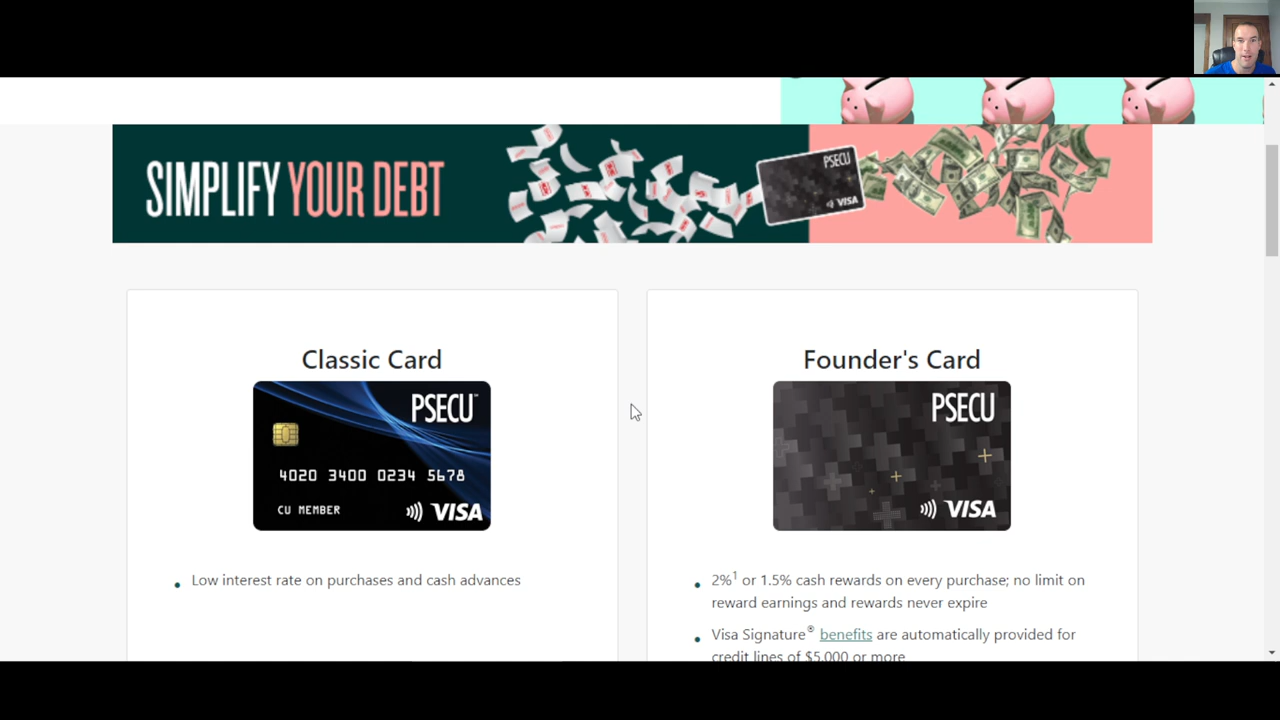 SIMPLIFY YOUR DEBT
PSECU
VISA
Classic Card
PSECU
4020 3400 0234 5678
CU MEMBER
VISA
Low interest rate on purchases and cash advances
Founder's Card
PSECU
VISA
2%1 or 1.5% cash rewards on every purchase; no limit on
reward earnings and rewards never expire
Visa Signature® benefits are automatically provided for
credit lines of $5,000 or more